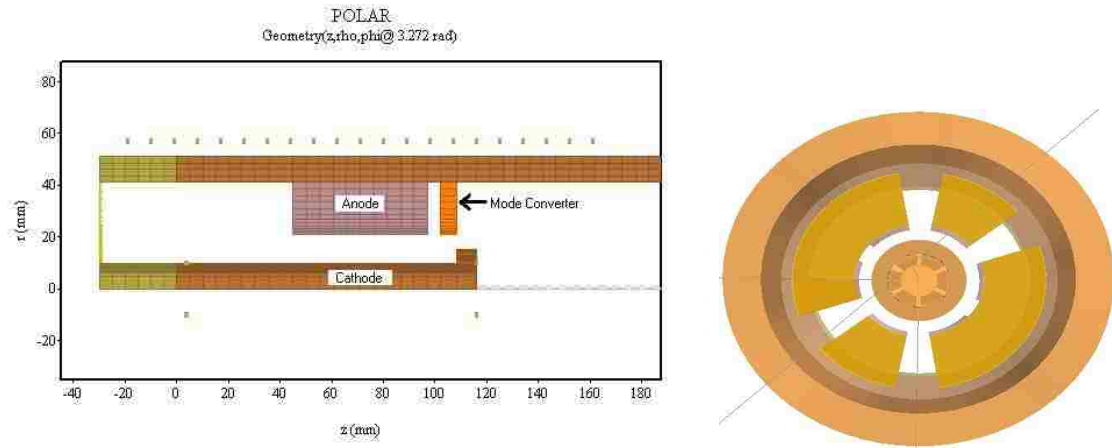 POLAR
Geometry(z,rho,phi@ 3.272 rad)
80
60
40
20
0
-20
r (mm)
Anode
Mode Converter
Cathode
-40 -20 0 20 40 60 80 100 120 140 160 180
z (mm)